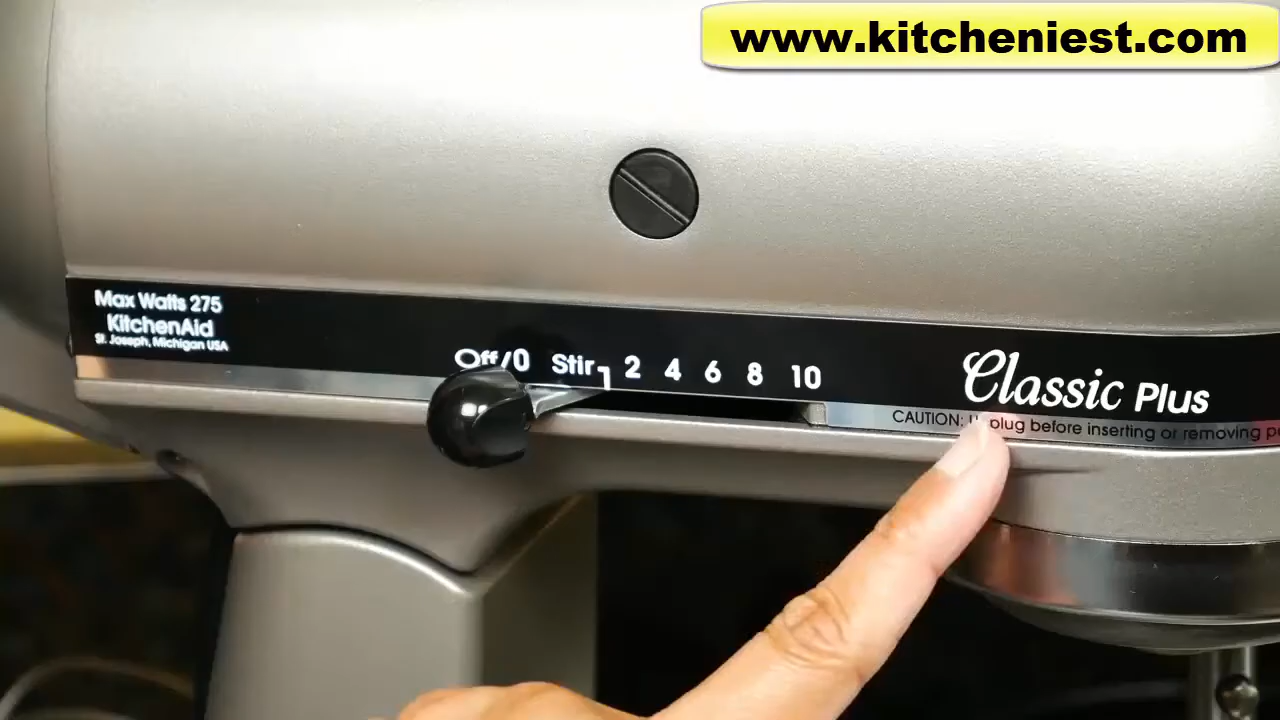 www.kitcheniest.com
Max Watts 275
KitchenAid
St. Joseph, Michigan USA
Off/0 Stir 1 2 4 6 8 10
Classic Plus
CAUTION: Unplug before inserting or removing